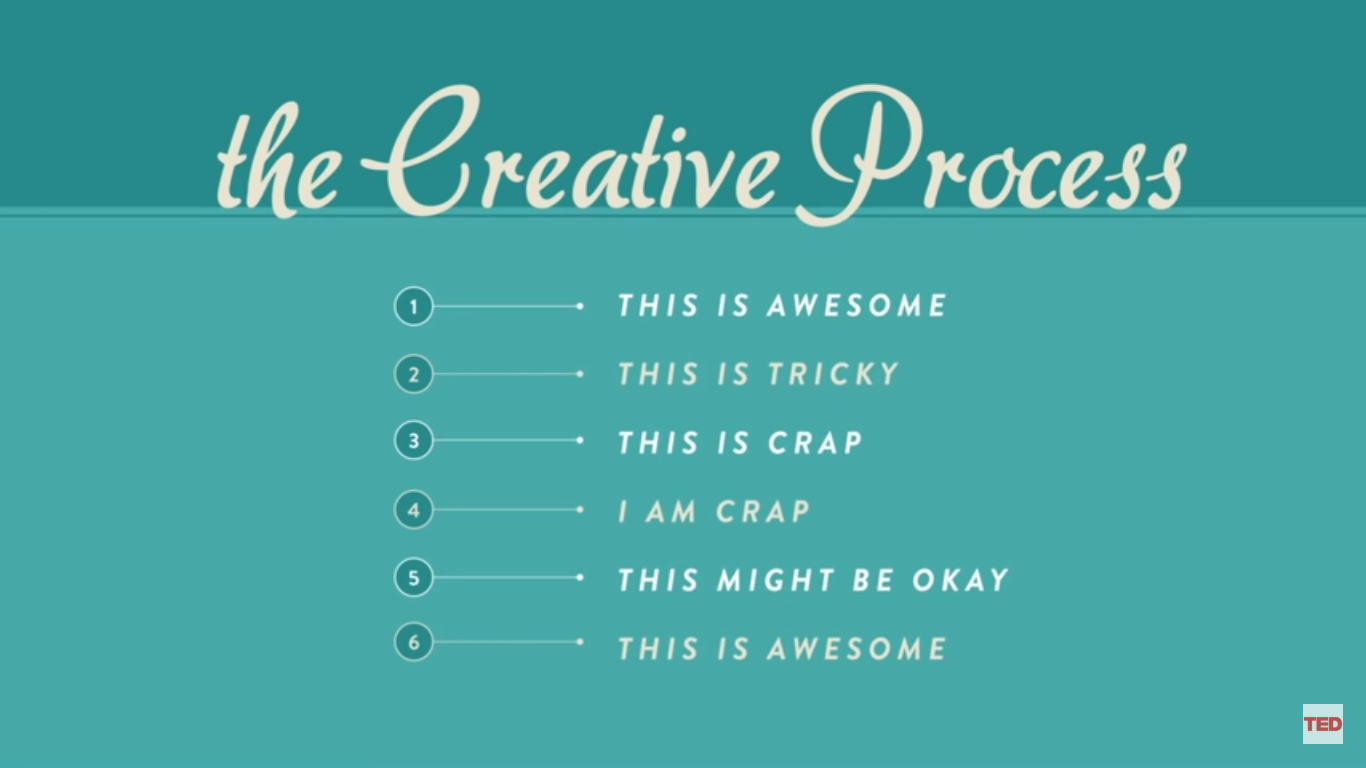 the Creative Process
1 THIS IS AWESOME
2 THIS IS TRICKY
3 THIS IS CRAP
4 I AM CRAP
5 THIS MIGHT BE OKAY
6 THIS IS AWESOME
TED